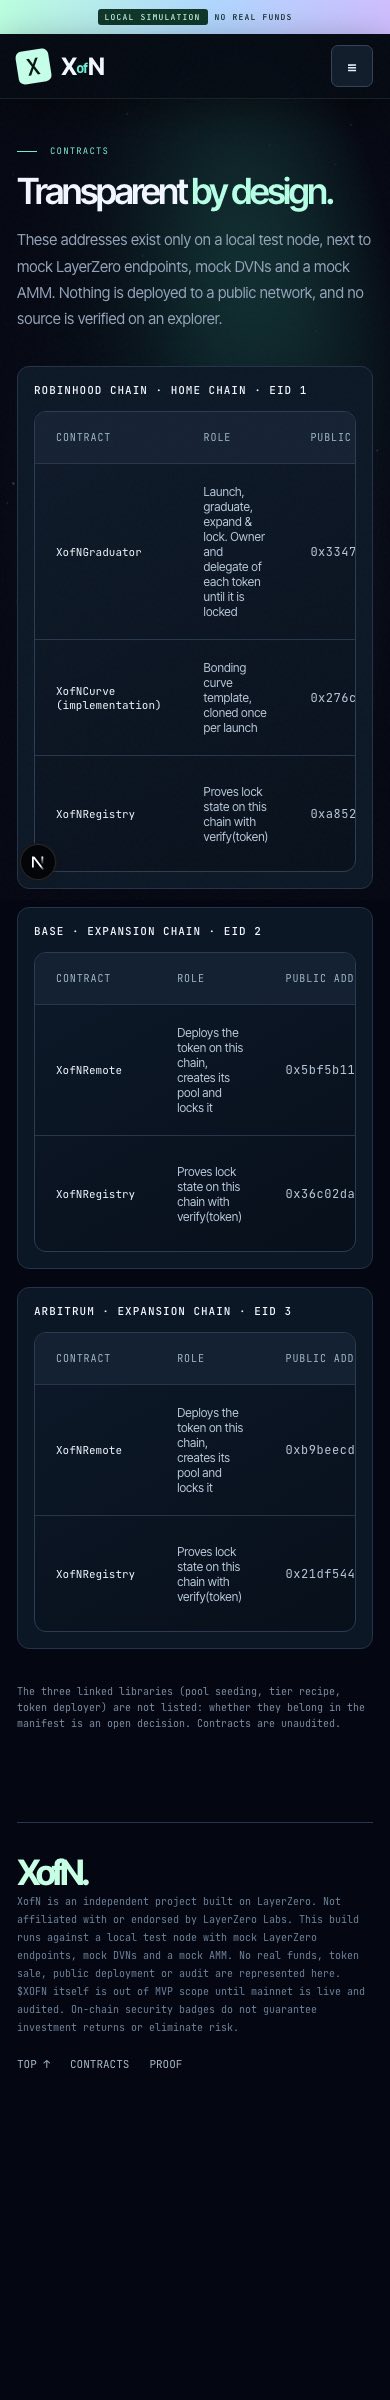 LOCAL SIMULATION NO REAL FUNDS
X XofN ≡
CONTRACTS
Transparent by design.
These addresses exist only on a local test node, next to
mock LayerZero endpoints, mock DVNs and a mock
AMM. Nothing is deployed to a public network, and no
source is verified on an explorer.
ROBINHOOD CHAIN · HOME CHAIN · EID 1
CONTRACT ROLE PUBLIC
Launch,
graduate,
expand &
lock. Owner
and
XofNGraduator 0x3347
delegate of
each token
until it is
locked
Bonding
curve
XofNCurve
(implementation)
template, 0x276c
cloned once
per launch
Proves lock
state on this
XofNRegistry 0xa852
chain with
verify(token)
N
BASE · EXPANSION CHAIN · EID 2
CONTRACT ROLE PUBLIC ADD
Deploys the
token on this
chain,
XofNRemote 0x5bf5b11
creates its
pool and
locks it
Proves lock
state on this
XofNRegistry 0x36c02da
chain with
verify(token)
ARBITRUM · EXPANSION CHAIN · EID 3
CONTRACT ROLE PUBLIC ADD
Deploys the
token on this
chain,
XofNRemote 0xb9beecd
creates its
pool and
locks it
Proves lock
state on this
XofNRegistry 0x21df544
chain with
verify(token)
The three linked libraries (pool seeding, tier recipe,
token deployer) are not listed: whether they belong in the
manifest is an open decision. Contracts are unaudited.
XofN.
XofN is an independent project built on LayerZero. Not
affiliated with or endorsed by LayerZero Labs. This build
runs against a local test node with mock LayerZero
endpoints, mock DVNs and a mock AMM. No real funds, token
sale, public deployment or audit are represented here.
$XOFN itself is out of MVP scope until mainnet is live and
audited. On-chain security badges do not guarantee
investment returns or eliminate risk.
TOP ↑ CONTRACTS PROOF